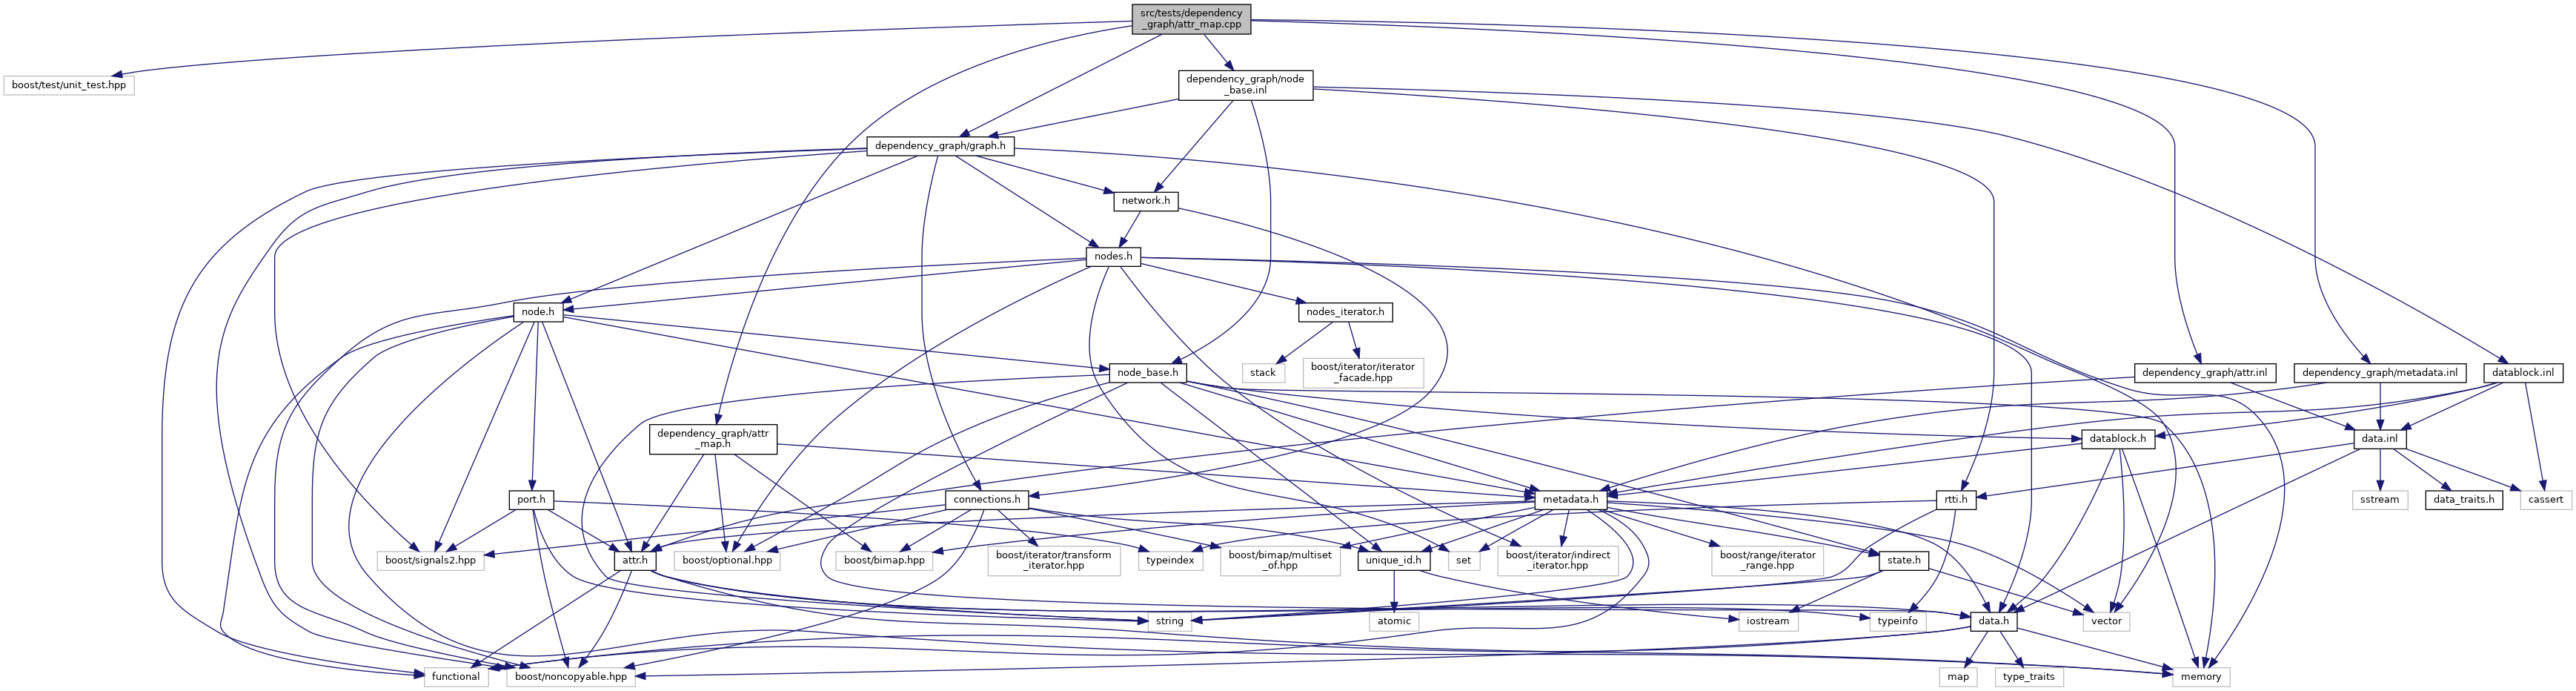 src/tests/dependency
_graph/attr_map.cpp
boost/test/unit_test.hpp
dependency_graph/node
_base.inl
dependency_graph/graph.h
network.h
nodes.h
node.h
nodes_iterator.h
stack
boost/iterator/iterator
_facade.hpp
node_base.h
dependency_graph/attr.inl
dependency_graph/metadata.inl
datablock.inl
dependency_graph/attr
_map.h
datablock.h
data.inl
port.h
connections.h
metadata.h
rtti.h
sstream
data_traits.h
cassert
boost/signals2.hpp
attr.h
boost/optional.hpp
boost/bimap.hpp
boost/iterator/transform
_iterator.hpp
typeindex
boost/bimap/multiset
_of.hpp
unique_id.h
set
boost/iterator/indirect
_iterator.hpp
boost/range/iterator
_range.hpp
state.h
string
atomic
iostream
typeinfo
data.h
vector
functional
boost/noncopyable.hpp
map
type_traits
memory